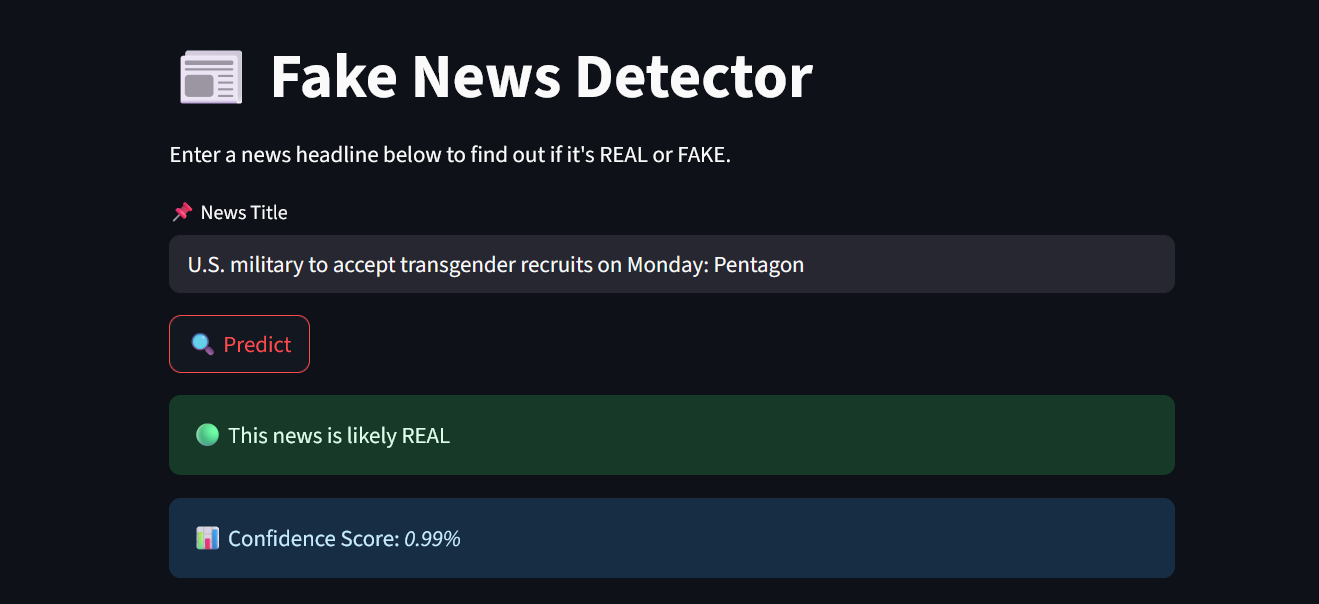 Fake News Detector
Enter a news headline below to find out if it's REAL or FAKE.
News Title
U.S. military to accept transgender recruits on Monday: Pentagon
Predict
This news is likely REAL
Confidence Score: 0.99%